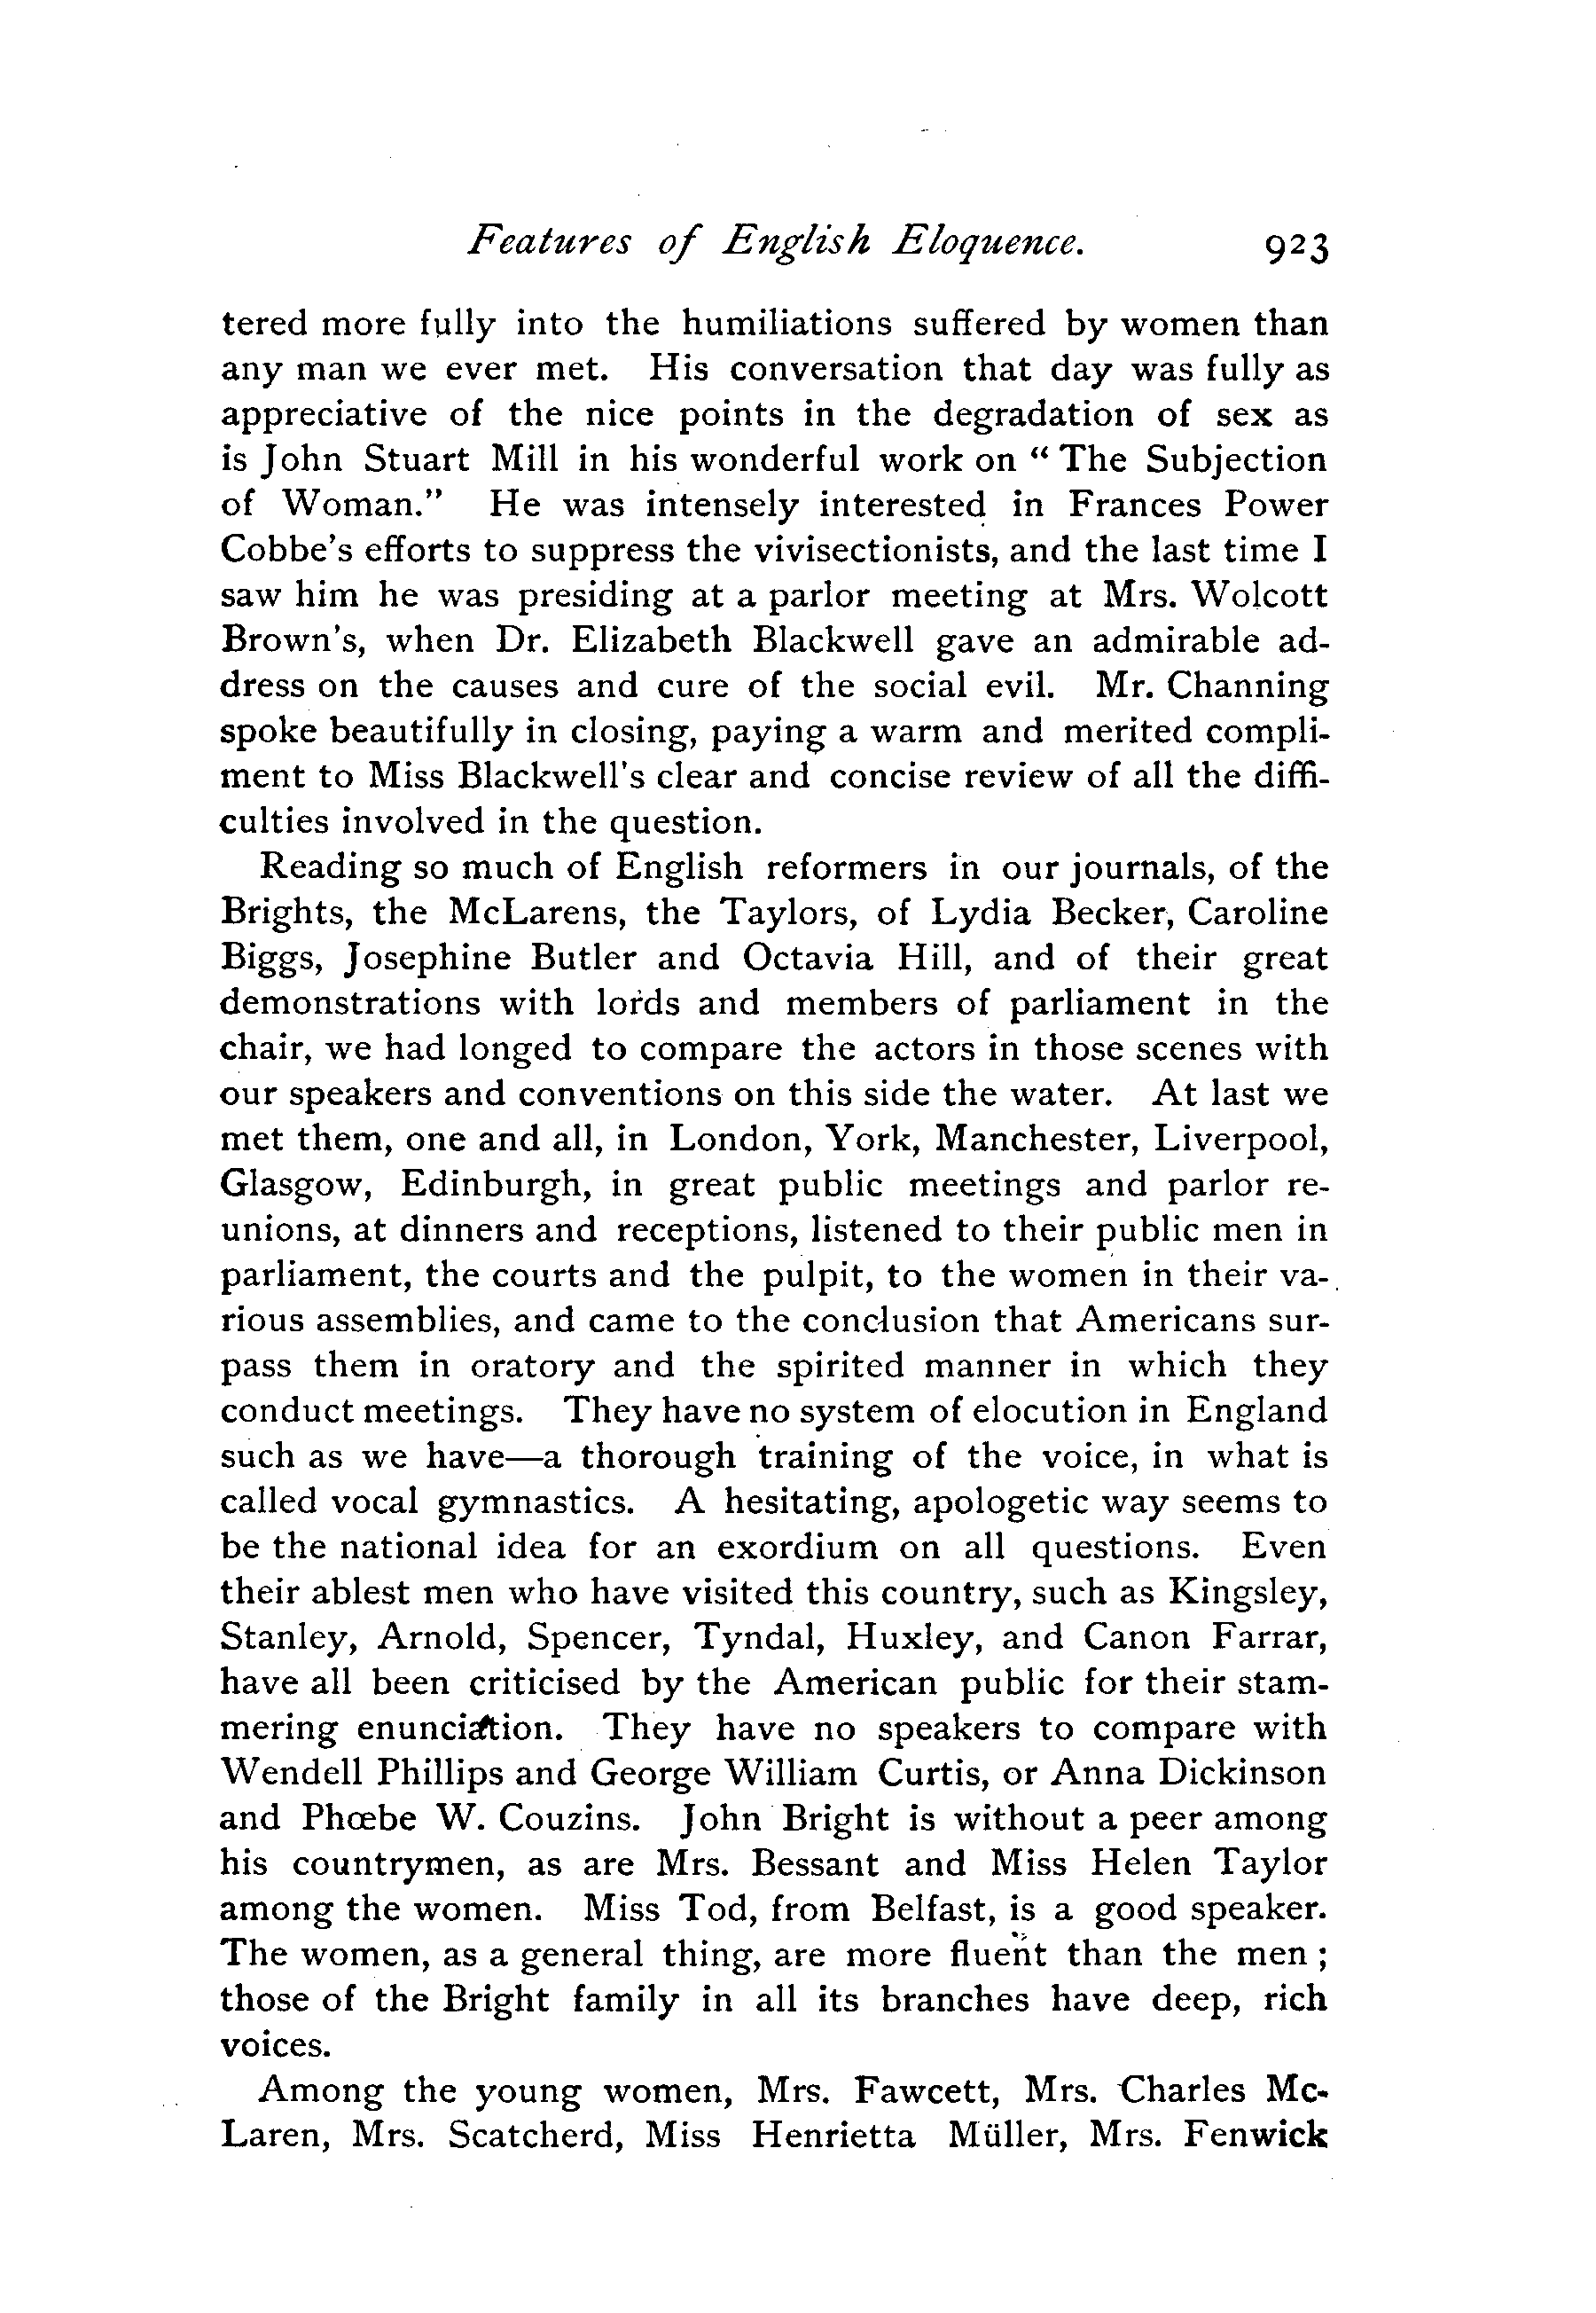 Features of English Eloquence. 923
tered more fully into the humiliations suffered by women than
any man we ever met. His conversation that day was fully as
appreciative of the nice points in the degradation of sex as
is John Stuart Mill in his wonderful work on “ The Subjection
of Woman.” He was intensely interested in Frances Power
Cobbe's efforts to suppress the vivisectionists, and the last time I
saw him he was presiding at a parlor meeting at Mrs. Wolcott
Brown's, when Dr. Elizabeth Blackwell gave an admirable ad-
dress on the causes and cure of the social evil. Mr. Channing
spoke beautifully in closing, paying a warm and merited compli-
ment to Miss Blackwell's clear and concise review of all the diffi-
culties involved in the question.
Reading so much of English reformers in our journals, of the
Brights, the McLarens, the Taylors, of Lydia Becker, Caroline
Biggs, Josephine Butler and Octavia Hill, and of their great
demonstrations with lords and members of parliament in the
chair, we had longed to compare the actors in those scenes with
our speakers and conventions on this side the water. At last we
met them, one and all, in London, York, Manchester, Liverpool,
Glasgow, Edinburgh, in great public meetings and parlor re-
unions, at dinners and receptions, listened to their public men in
parliament, the courts and the pulpit, to the women in their va-
rious assemblies, and came to the conclusion that Americans sur-
pass them in oratory and the spirited manner in which they
conduct meetings. They have no system of elocution in England
such as we have—a thorough training of the voice, in what is
called vocal gymnastics. A hesitating, apologetic way seems to
be the national idea for an exordium on all questions. Even
their ablest men who have visited this country, such as Kingsley,
Stanley, Arnold, Spencer, Tyndal, Huxley, and Canon Farrar,
have all been criticised by the American public for their stam-
mering enunciation. They have no speakers to compare with
Wendell Phillips and George William Curtis, or Anna Dickinson
and Phœbe W. Couzins. John Bright is without a peer among
his countrymen, as are Mrs. Bessant and Miss Helen Taylor
among the women. Miss Tod, from Belfast, is a good speaker.
The women, as a general thing, are more fluent than the men ;
those of the Bright family in all its branches have deep, rich
voices.
Among the young women, Mrs. Fawcett, Mrs. Charles Mc-
Laren, Mrs. Scatcherd, Miss Henrietta Müller, Mrs. Fenwick